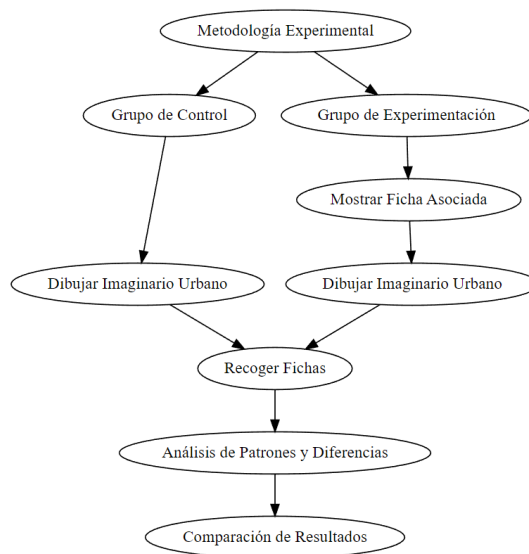 Metodología Experimental
Grupo de Control
Grupo de Experimentación
Mostrar Ficha Asociada
Dibujar Imaginario Urbano
Dibujar Imaginario Urbano
Recoger Fichas
Análisis de Patrones y Diferencias
Comparación de Resultados